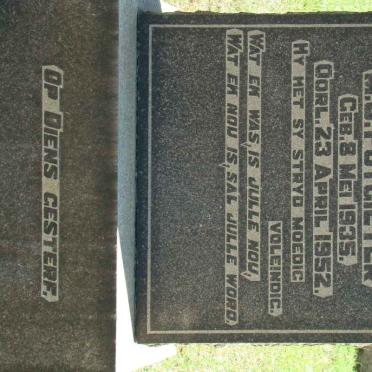 GEB. 8 MEI 1935,
OORL. 23 APRIL 1952.
HY HET SY STRYD MOEDIG
VOLEINDIG.
WAT EK WAS, IS JULLE NOU,
WAT EK NOU IS, SAL JULLE WORD
OP DIENS GESTERF.